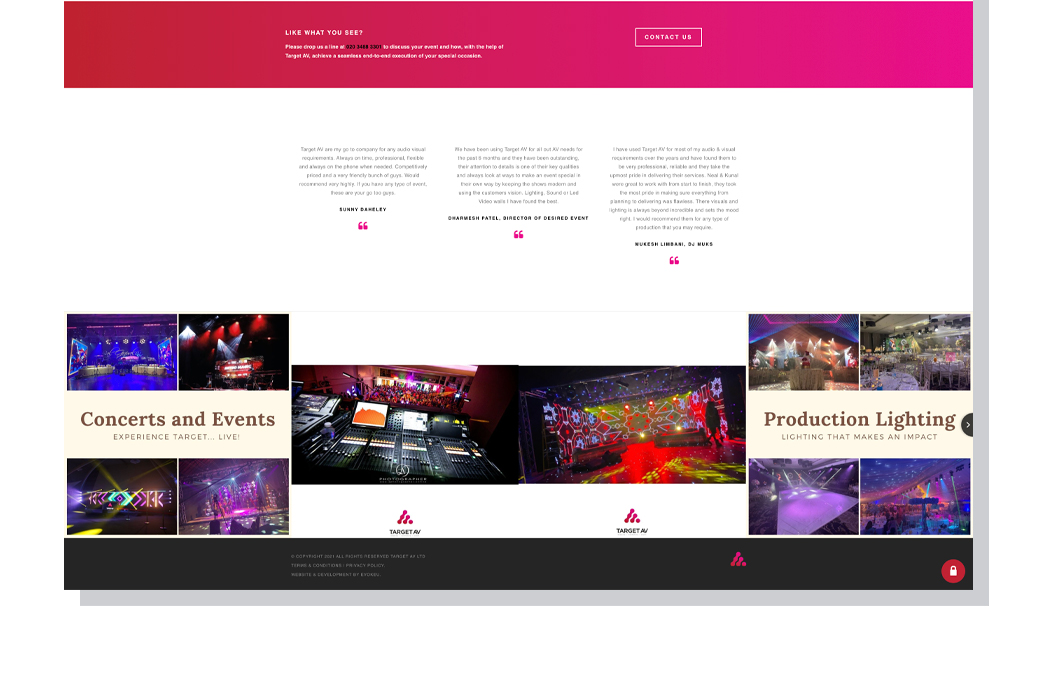 LIKE WHAT YOU SEE?
Please drop us a line at 020 3488 3301 to discuss your event and how, with the help of
Target AV, achieve a seamless end-to-end execution of your special occasion.
CONTACT US
Target AV are my go to company for any audio visual
requirements. Always on time, professional, flexible
and always on the phone when needed. Competitively
priced and a very friendly bunch of guys. Would
recommend very highly. If you have any type of event,
these are your go too guys.
SUNNY DAHELEY
We have been using Target AV for all out AV needs for
the past 6 months and they have been outstanding,
their attention to details is one of their key qualities
and always look at ways to make an event special in
their own way by keeping the shows modern and
using the customers vision. Lighting, Sound or Led
Video walls I have found the best.
DHARMESH PATEL, DIRECTOR OF DESIRED EVENT
I have used Target AV for most of my audio & visual
requirements over the years and have found them to
be very professional, reliable and they take the
upmost pride in delivering their services. Neal & Kunal
were great to work with from start to finish, they took
the most pride in making sure everything from
planning to delivering was flawless. There visuals and
lighting is always beyond incredible and sets the mood
right. I would recommend them for any type of
production that you may require.
MUKESH LIMBANI, DJ MUKS
Concerts and Events
EXPERIENCE TARGET... LIVE!
PHOTOGRAPHER
TARGET AV
TARGET AV
Production Lighting
LIGHTING THAT MAKES AN IMPACT
© COPYRIGHT 2021 ALL RIGHTS RESERVED TARGET AV LTD
TERMS & CONDITIONS | PRIVACY POLICY.
WEBSITE & DEVELOPMENT BY